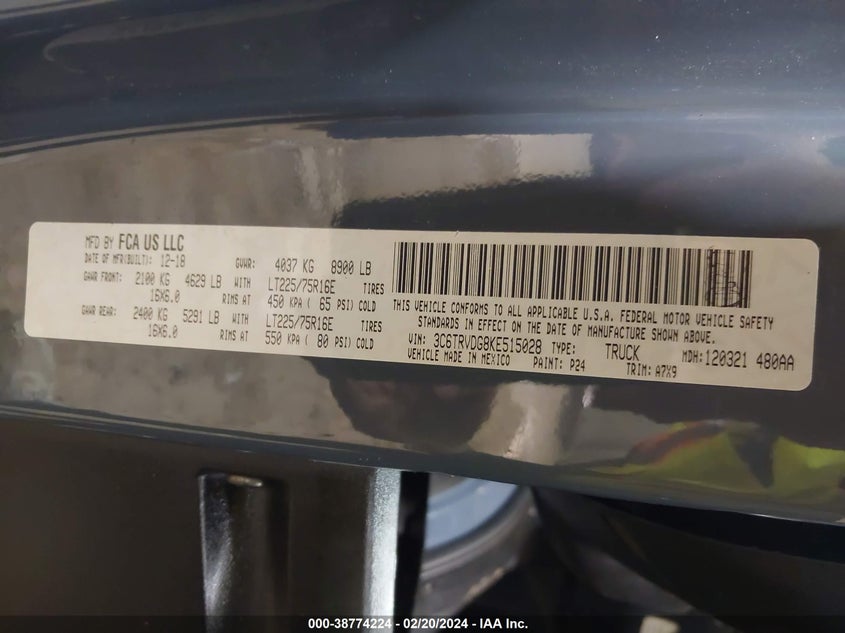 MFD BY FCA US LLC
DATE OF MFR(BUILT): 12-18 GVWR: 4037 KG 8900 LB
GAWR FRONT: 2100 KG 4629 LB WITH LT225/75R16E TIRES
16X6.0 RIMS AT 450 KPA ( 65 PSI) COLD
GAWR REAR: 2400 KG 5291 LB WITH LT225/75R16E TIRES
16X6.0 RIMS AT 550 KPA ( 80 PSI) COLD
THIS VEHICLE CONFORMS TO ALL APPLICABLE U.S.A. FEDERAL MOTOR VEHICLE SAFETY
STANDARDS IN EFFECT ON THE DATE OF MANUFACTURE SHOWN ABOVE.
VIN: 3C6TRVDG8KE515028 TYPE: TRUCK MDH:120321 480AA
VEHICLE MADE IN MEXICO PAINT: P24 TRIM: A7X9
000-38774224 - 02/20/2024 - IAA Inc.